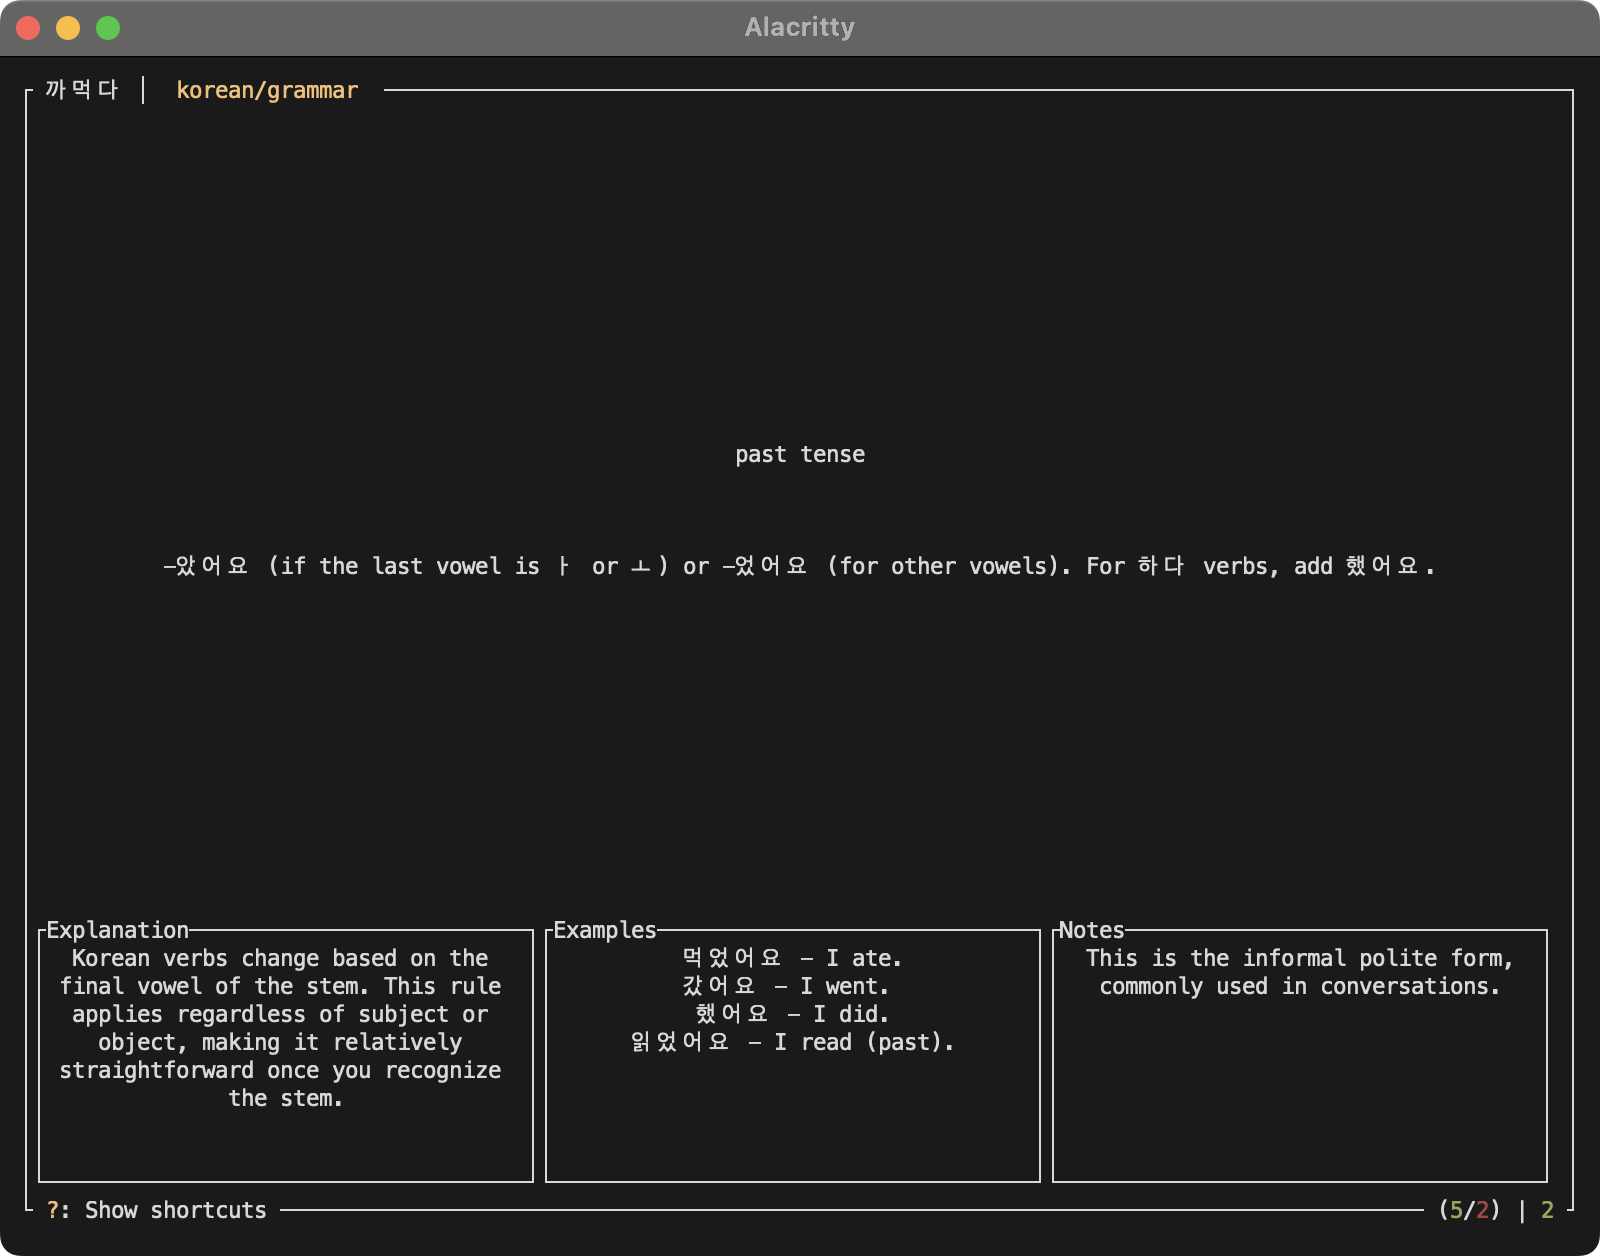 Alacritty
까먹다 │ korean/grammar
past tense
–았어요 (if the last vowel is ㅏ or ㅗ) or –었어요 (for other vowels). For 하다 verbs, add 했어요.
Explanation
Korean verbs change based on the
final vowel of the stem. This rule
applies regardless of subject or
object, making it relatively
straightforward once you recognize
the stem.
Examples
먹었어요 – I ate.
갔어요 – I went.
했어요 – I did.
읽었어요 – I read (past).
Notes
This is the informal polite form,
commonly used in conversations.
?: Show shortcuts
(5/2) | 2